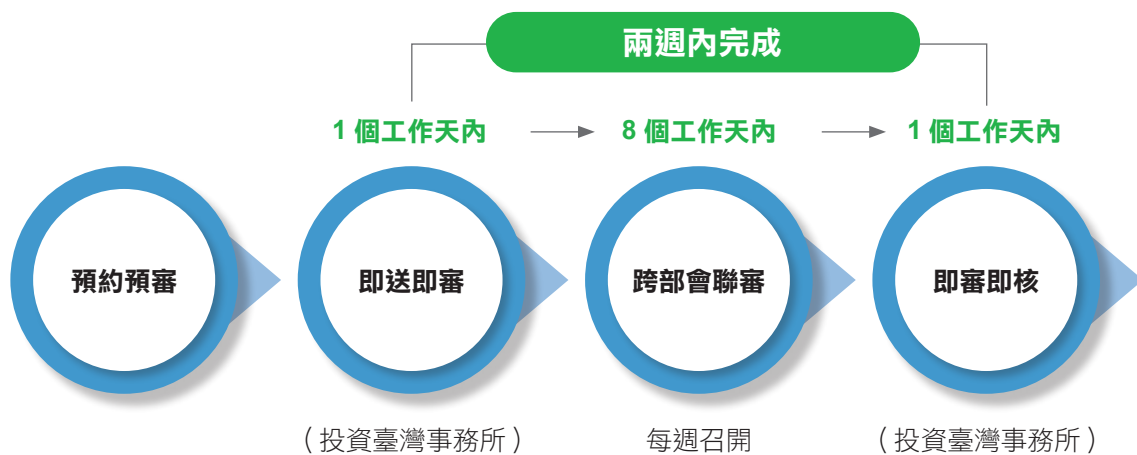 兩週內完成
1 個工作天內
8 個工作天內
1 個工作天內
預約預審
即送即審
跨部會聯審
即審即核
（投資臺灣事務所）
每週召開
（投資臺灣事務所）